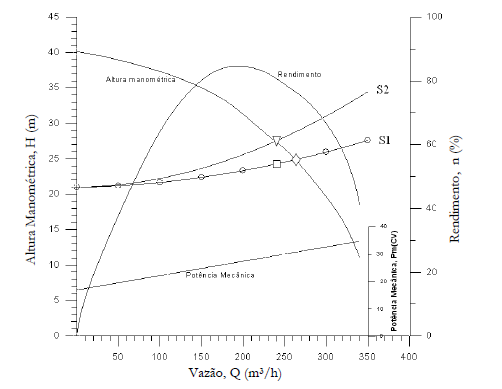 45
40
35
30
25
20
15
10
5
0
Altura Manométrica, H (m)
100
80
60
40
20
0
Rendimento, n (%)
Altura manométrica
Rendimento
S2
S1
Potência Mecânica
40
30
20
10
0
Potência Mecânica, Pm(CV)
50 100 150 200 250 300 350 400
Vazão, Q (m³/h)